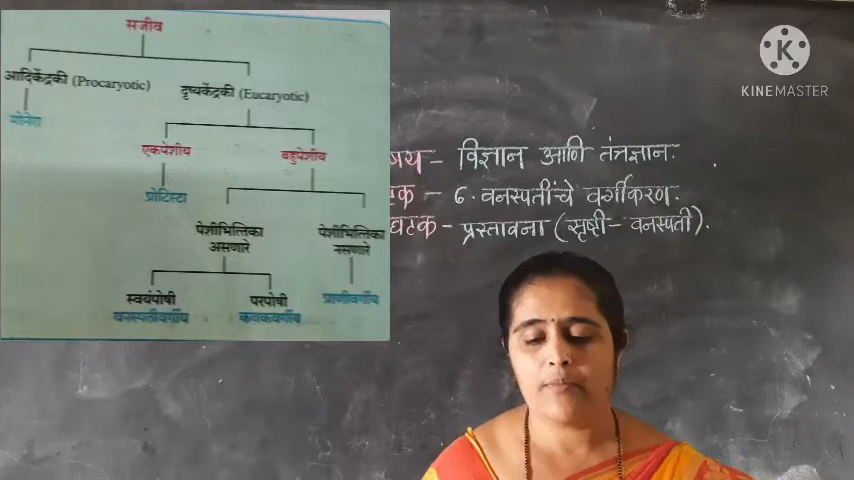 सजीव
आदिकेंद्रकी (Procaryotic)
दृष्यकेंद्रकी (Eucaryotic)
मोनेरा
एकपेशीय
बहुपेशीय
प्रोटिस्टा
पेशीभित्तिका
असणारे
पेशीभित्तिका
नसणारे
स्वयंपोषी
वनस्पतीवर्गीय
परपोषी
कवकवर्गीय
प्राणीवर्गीय
KINEMASTER
विज्ञान आणि तंत्रज्ञान.
६. वनस्पतींचे वर्गीकरण.
घटक - प्रस्तावना (सृष्टी - वनस्पती).